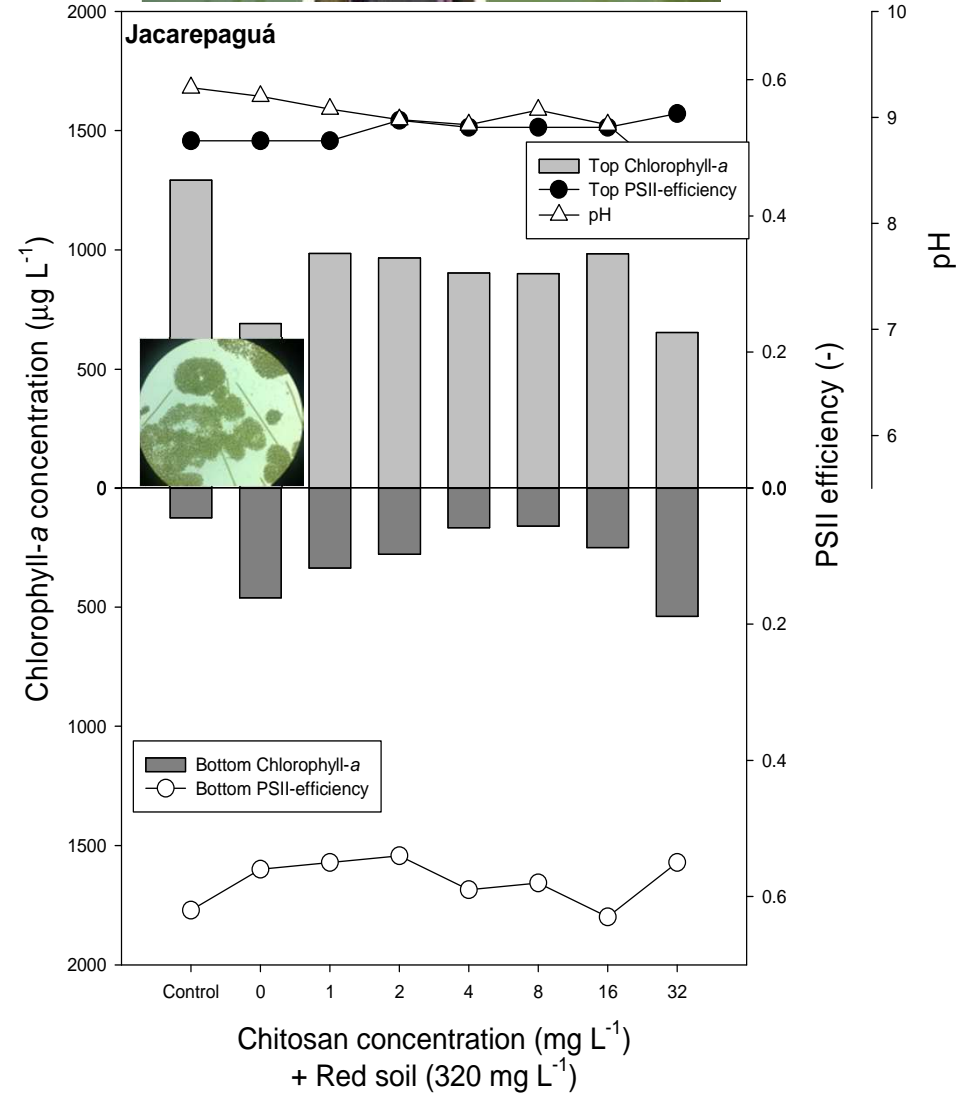 Jacarepaguá
2000
1500
1000
500
0
500
1000
1500
2000
Chlorophyll-a concentration (µg L-1)
Top Chlorophyll-a
Top PSII-efficiency
pH
Bottom Chlorophyll-a
Bottom PSII-efficiency
0.6
0.4
0.2
0.0
0.2
0.4
0.6
PSII efficiency (-)
10
9
8
7
6
pH
Control 0 1 2 4 8 16 32
Chitosan concentration (mg L-1)
+ Red soil (320 mg L-1)